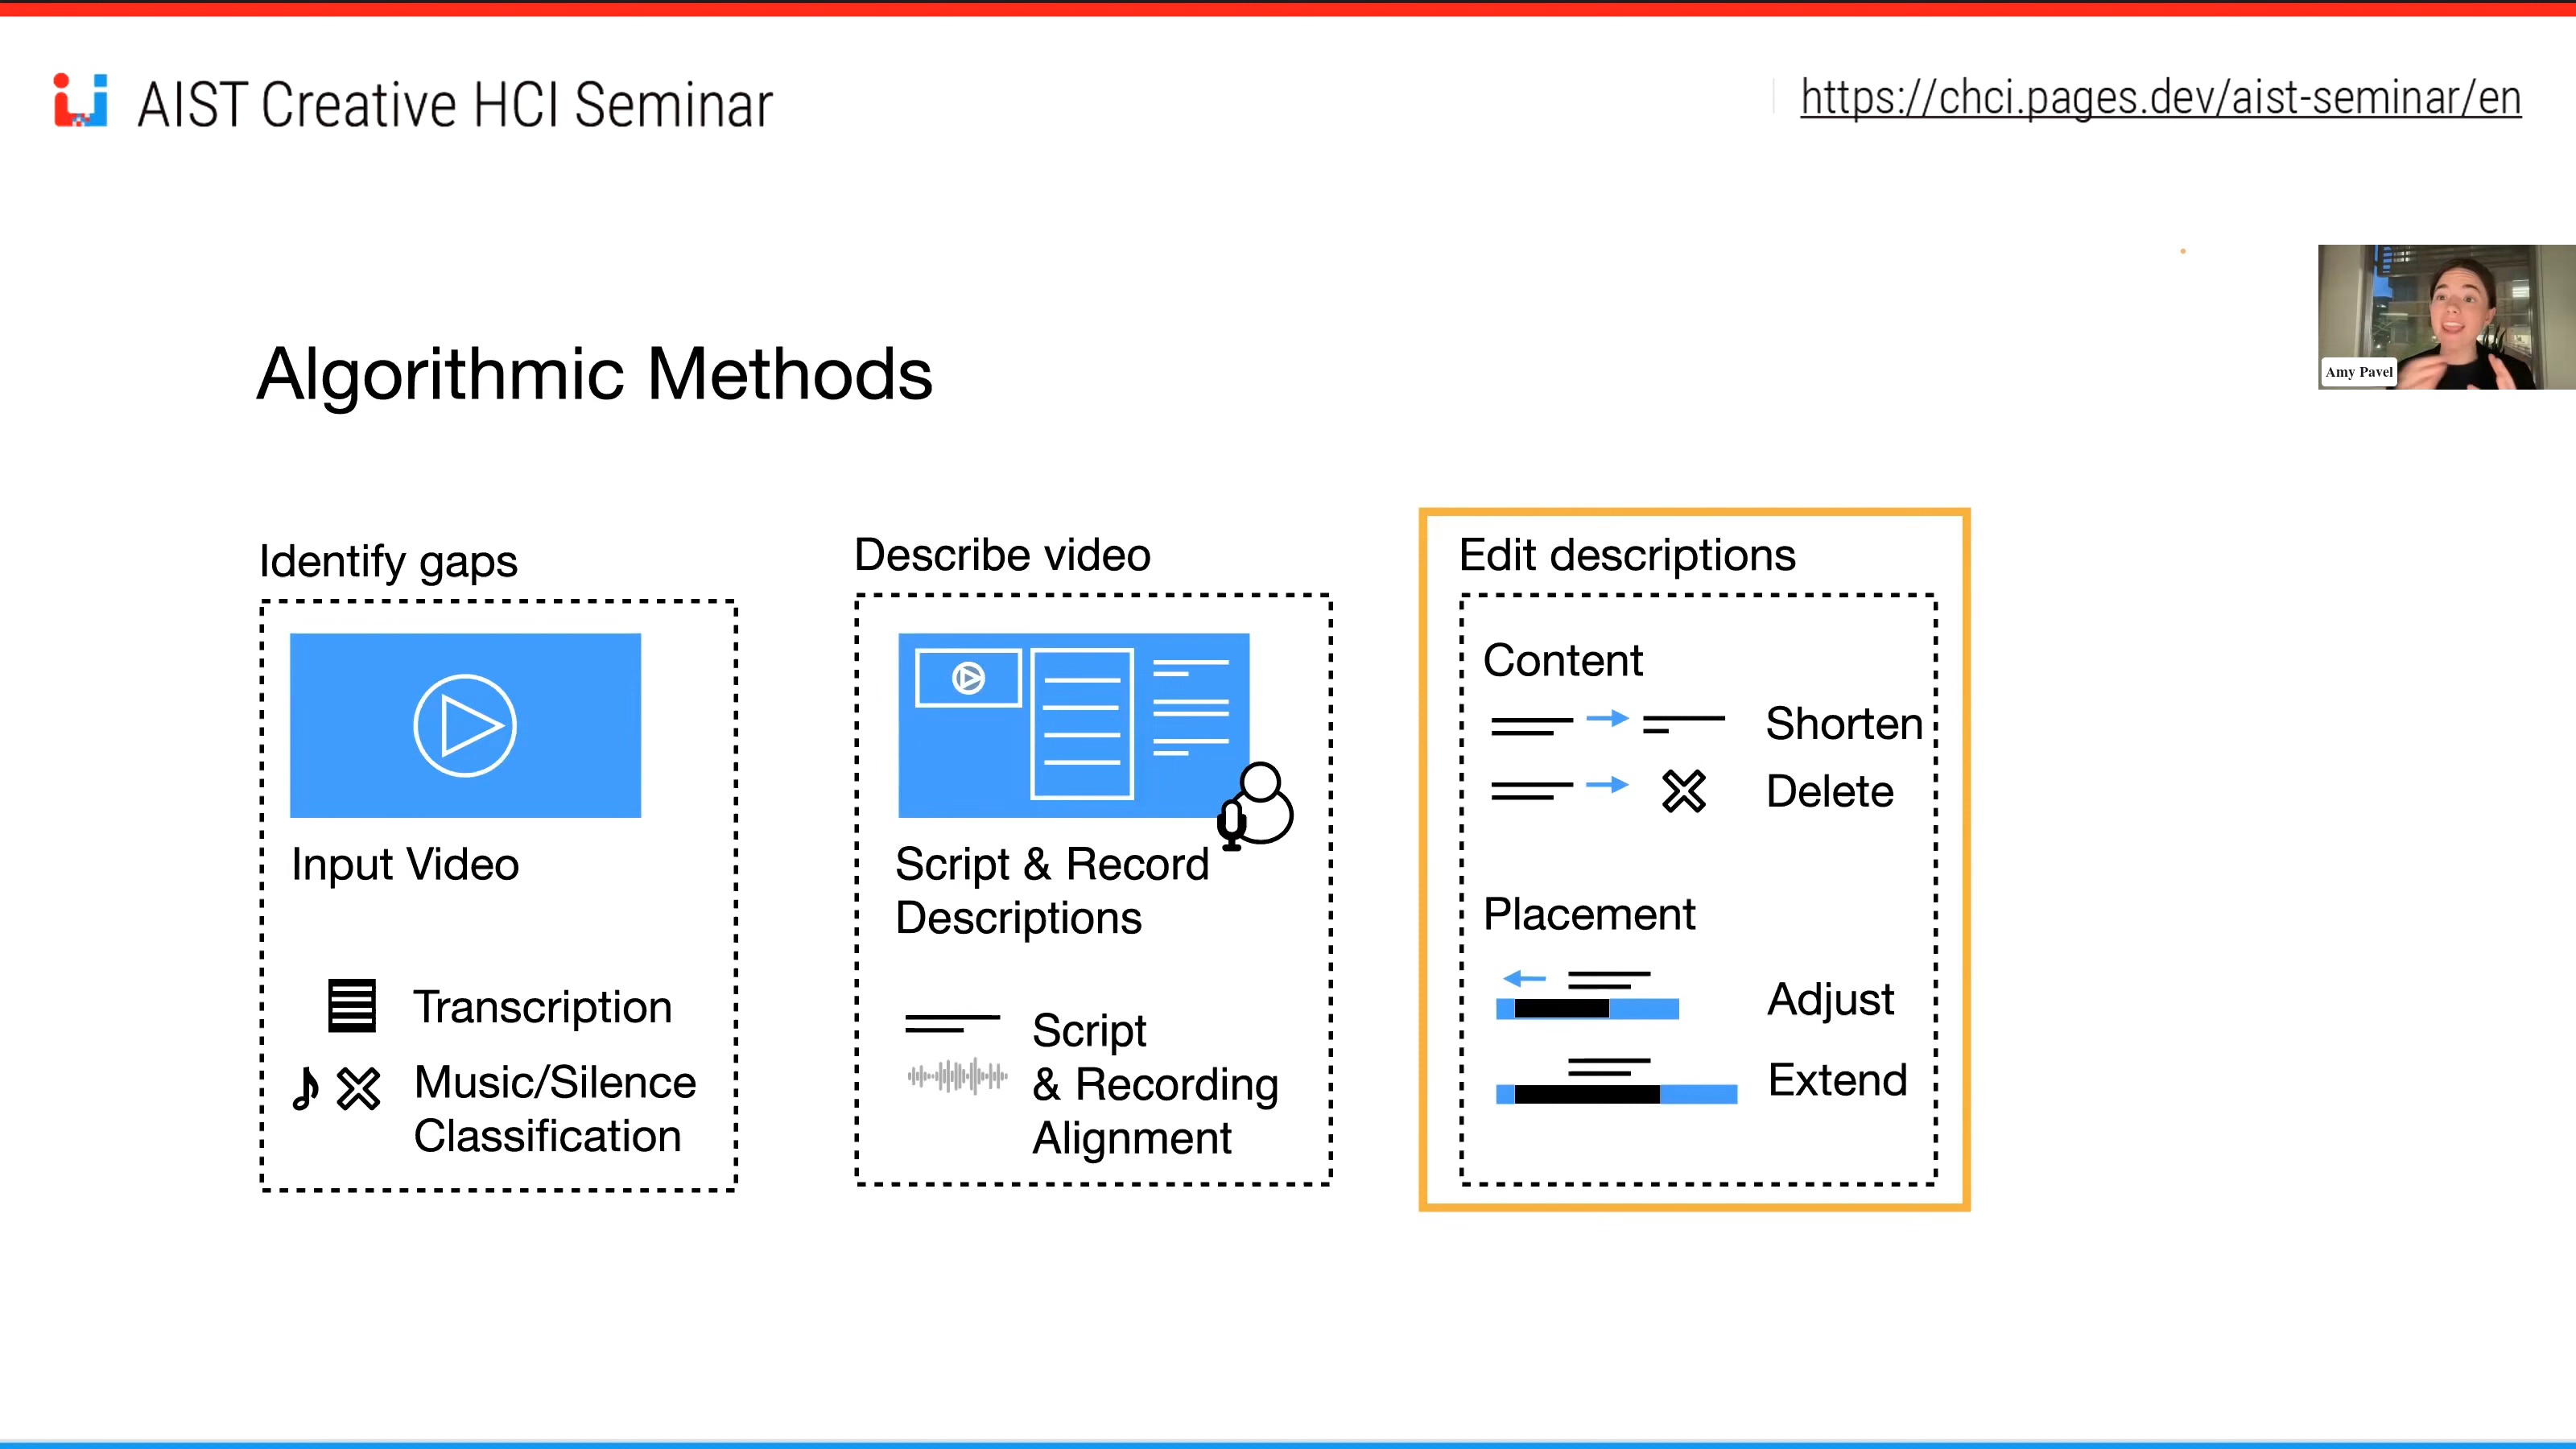 AIST Creative HCI Seminar
https://chci.pages.dev/aist-seminar/en
Amy Pavel
Algorithmic Methods
Identify gaps
Input Video
Transcription
Music/Silence
Classification
Describe video
Script & Record
Descriptions
Script
& Recording
Alignment
Edit descriptions
Content
Shorten
Delete
Placement
Adjust
Extend